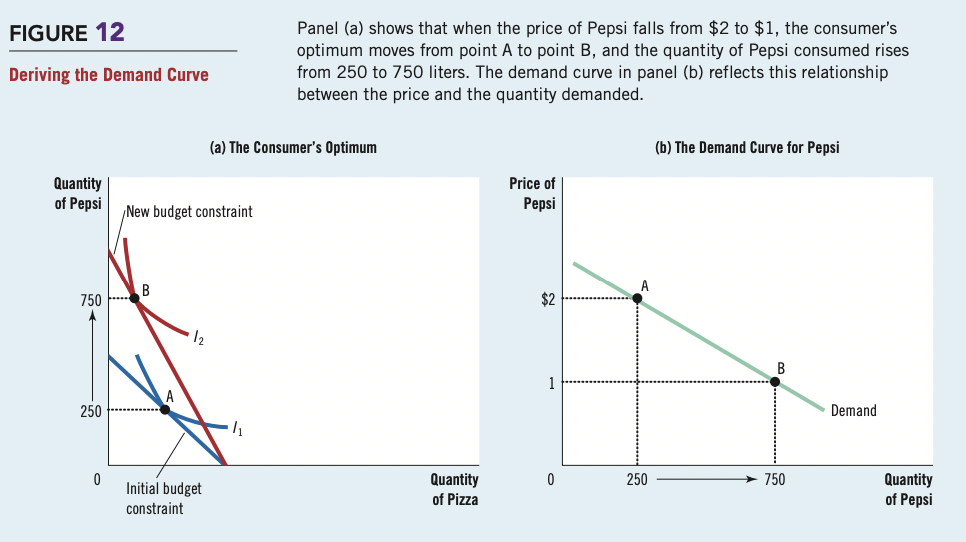 FIGURE 12
Deriving the Demand Curve
Panel (a) shows that when the price of Pepsi falls from $2 to $1, the consumer's
optimum moves from point A to point B, and the quantity of Pepsi consumed rises
from 250 to 750 liters. The demand curve in panel (b) reflects this relationship
between the price and the quantity demanded.
(a) The Consumer's Optimum
Quantity
of Pepsi
New budget constraint
750
B
I2
250
A
I1
0
Initial budget
constraint
Quantity
of Pizza
(b) The Demand Curve for Pepsi
Price of
Pepsi
$2
A
1
B
Demand
0
250
750
Quantity
of Pepsi